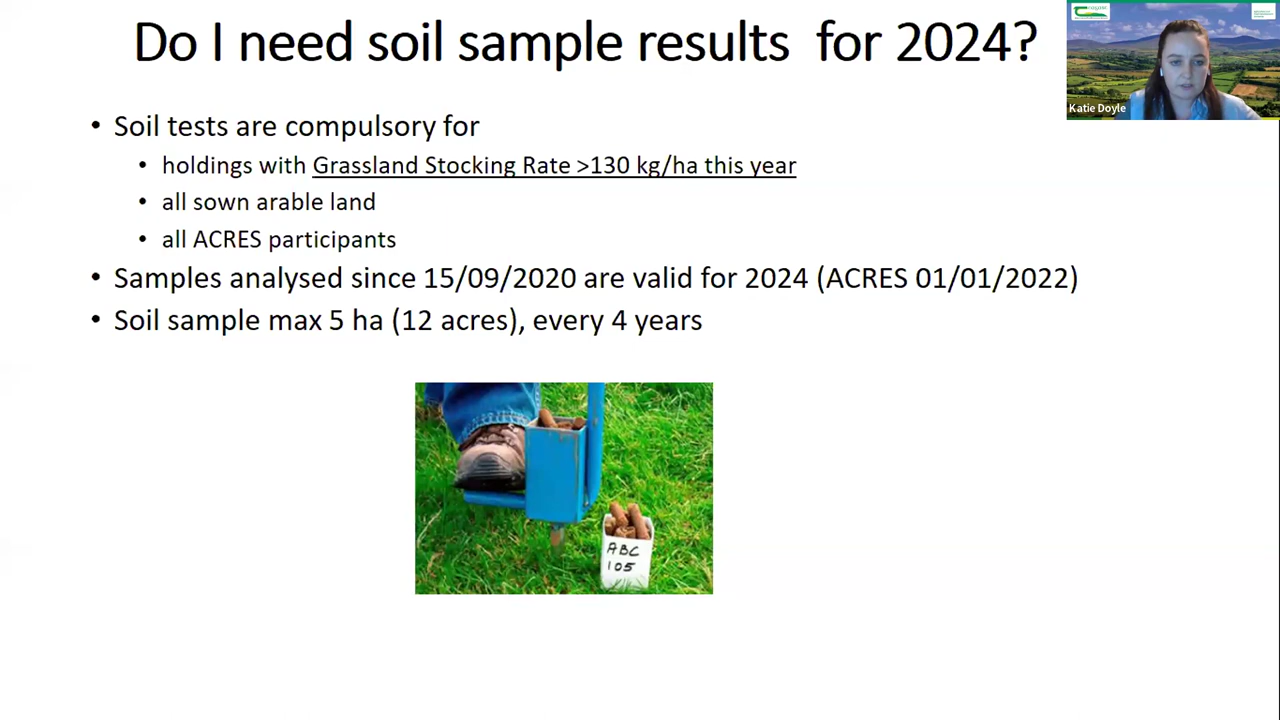 Do I need soil sample results for 2024?
Katie Doyle
• Soil tests are compulsory for
• holdings with Grassland Stocking Rate >130 kg/ha this year
• all sown arable land
• all ACRES participants
• Samples analysed since 15/09/2020 are valid for 2024 (ACRES 01/01/2022)
• Soil sample max 5 ha (12 acres), every 4 years
ABC
105